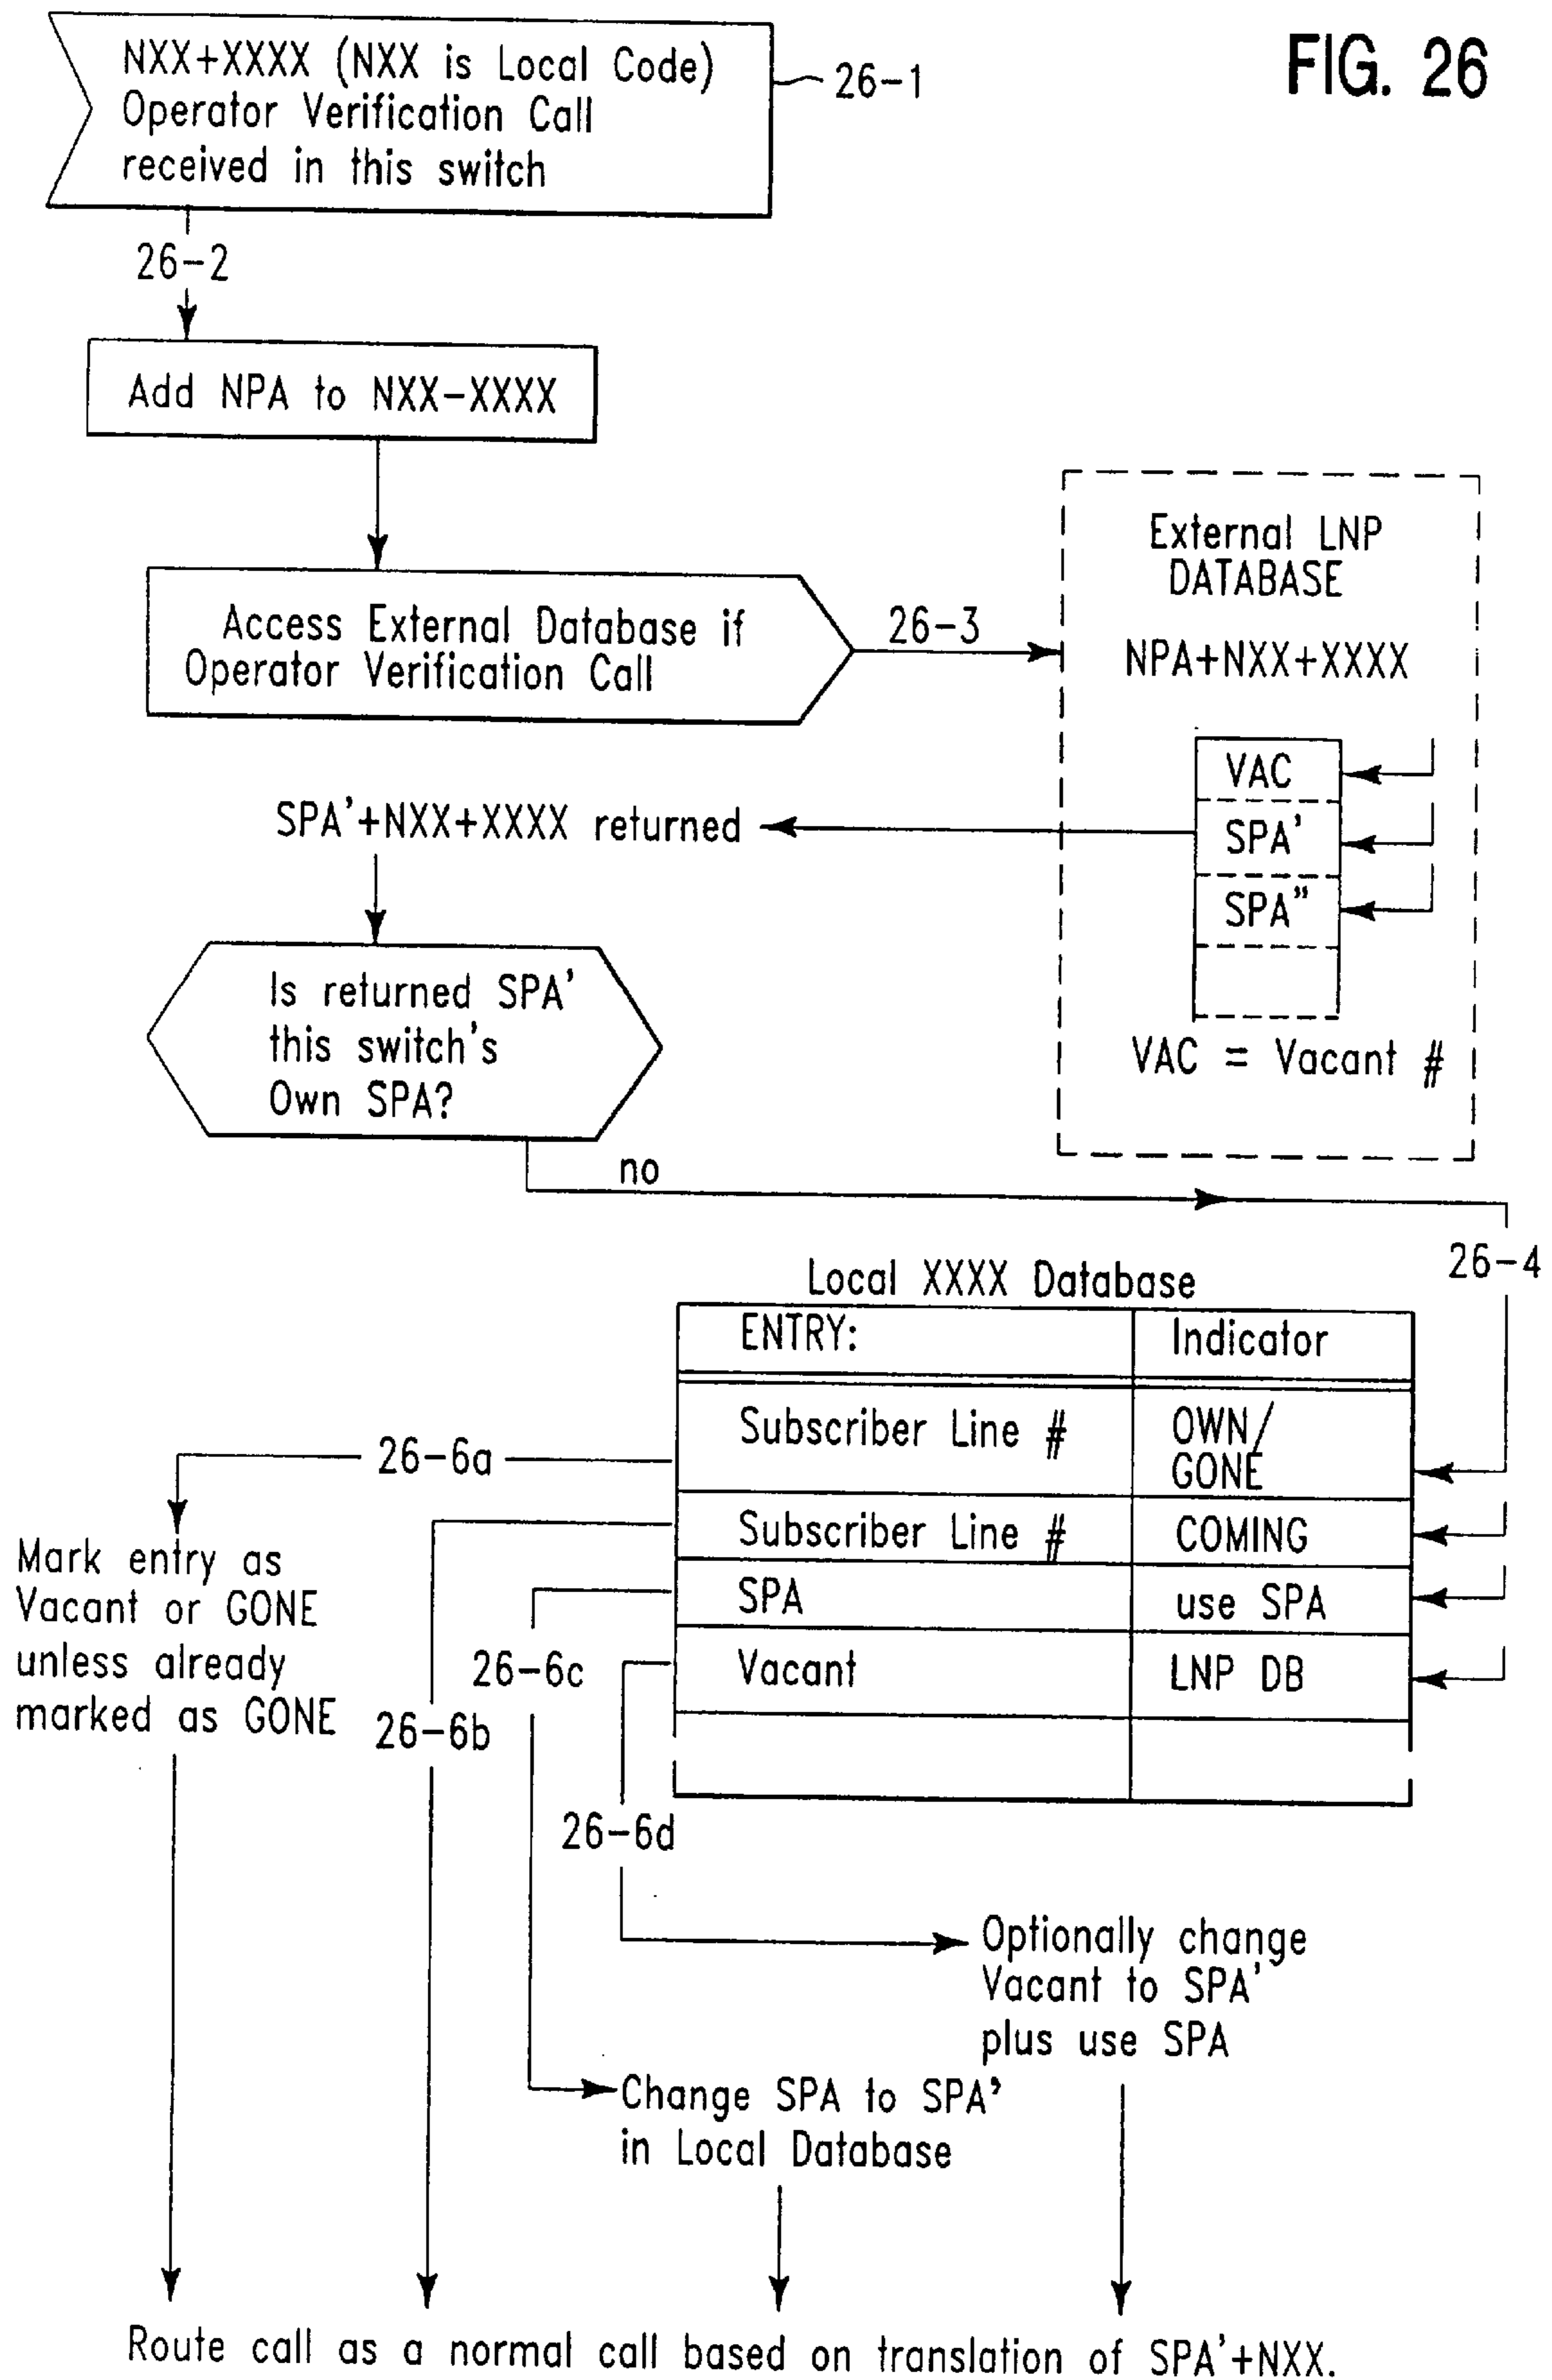 FIG. 26
NXX+XXXX (NXX is Local Code)
Operator Verification Call
received in this switch
26-1
26-2
Add NPA to NXX-XXXX
Access External Database if
Operator Verification Call
26-3
External LNP
DATABASE
NPA+NXX+XXXX
VAC
SPA'
SPA"
VAC = Vacant #
SPA'+NXX+XXXX returned
Is returned SPA'
this switch's
Own SPA?
no
26-4
Local XXXX Database
ENTRY: Indicator
Subscriber Line # OWN/
GONE
Subscriber Line # COMING
SPA use SPA
Vacant LNP DB
26-6a
Mark entry as
Vacant or GONE
unless already
marked as GONE
26-6b
26-6c
26-6d
Optionally change
Vacant to SPA'
plus use SPA
Change SPA to SPA'
in Local Database
Route call as a normal call based on translation of SPA'+NXX.